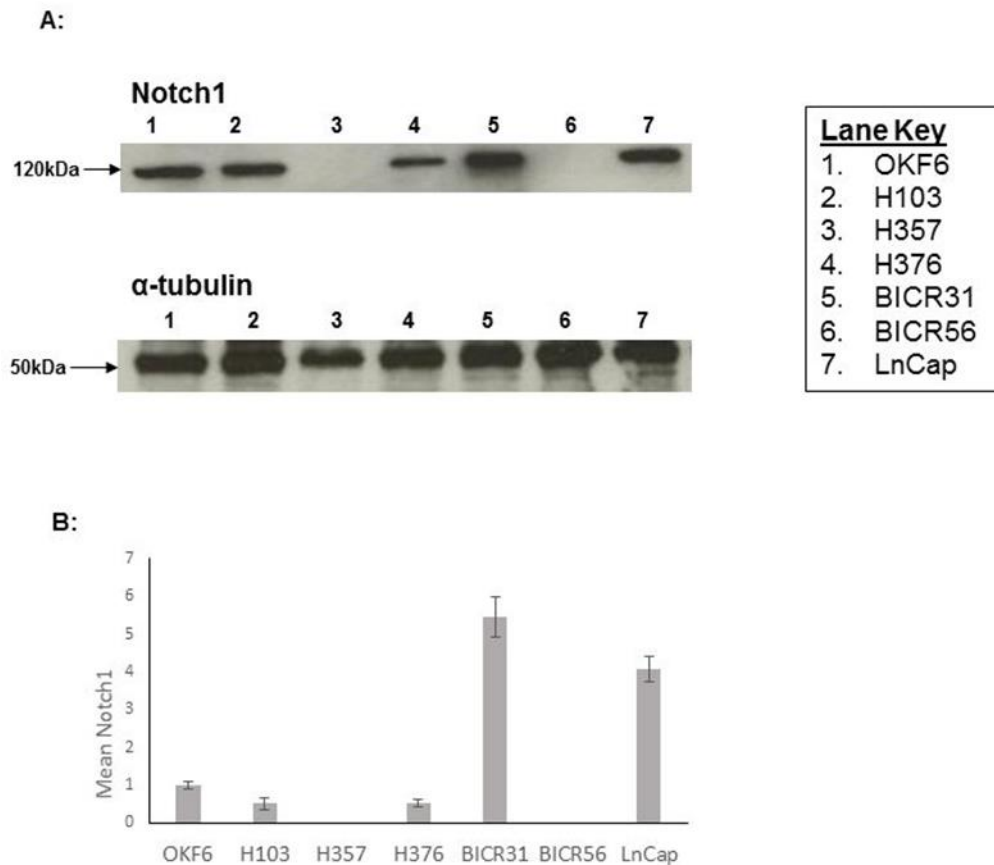 A:
Notch1
1 2 3 4 5 6 7
120kDa
α-tubulin
1 2 3 4 5 6 7
50kDa
Lane Key
1. OKF6
2. H103
3. H357
4. H376
5. BICR31
6. BICR56
7. LnCap
B:
Mean Notch1
7
6
5
4
3
2
1
0
OKF6 H103 H357 H376 BICR31 BICR56 LnCap